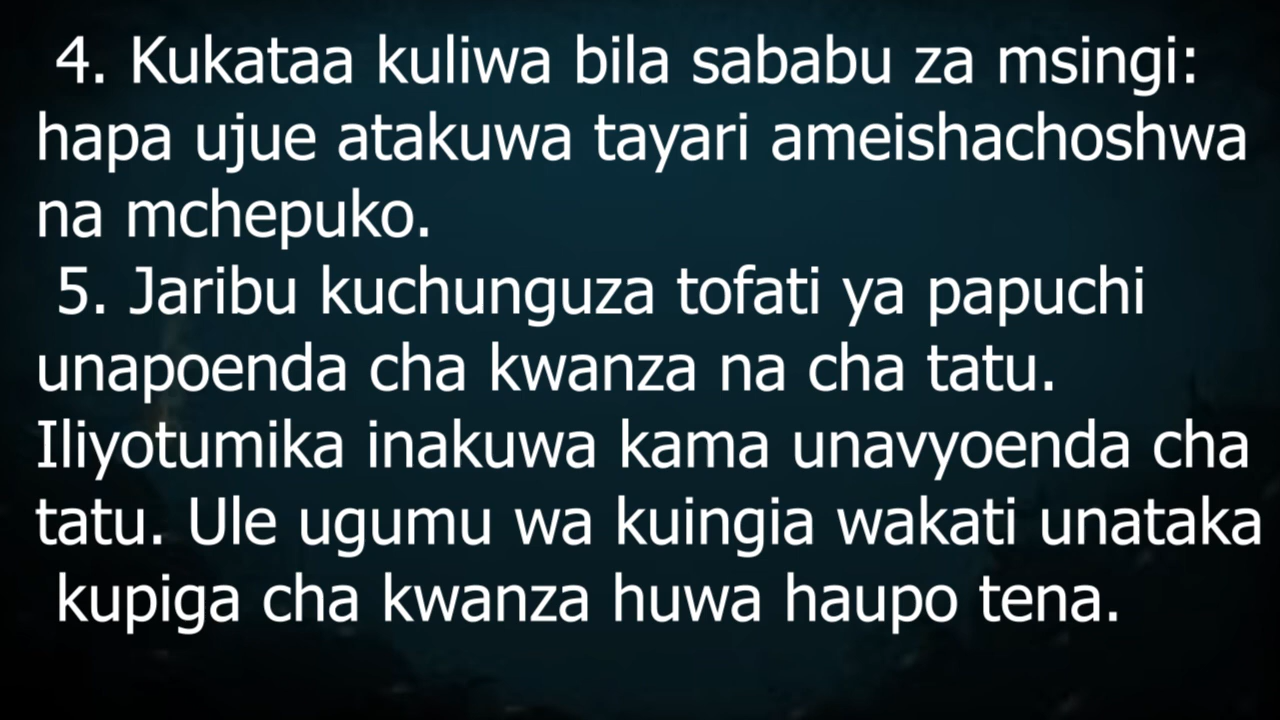 4. Kukataa kuliwa bila sababu za msingi:
hapa ujue atakuwa tayari ameishachoshwa
na mchepuko.
5. Jaribu kuchunguza tofati ya papuchi
unapoenda cha kwanza na cha tatu.
Iliyotumika inakuwa kama unavyoenda cha
tatu. Ule ugumu wa kuingia wakati unataka
kupiga cha kwanza huwa haupo tena.